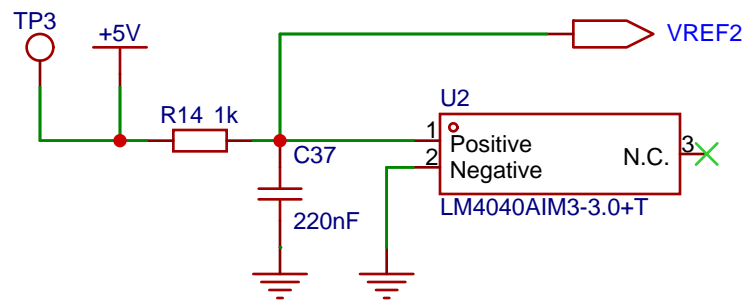 TP3
+5V
VREF2
R14 1k
U2
C37
1
Positive
2
Negative
N.C.
3
220nF
LM4040AIM3-3.0+T